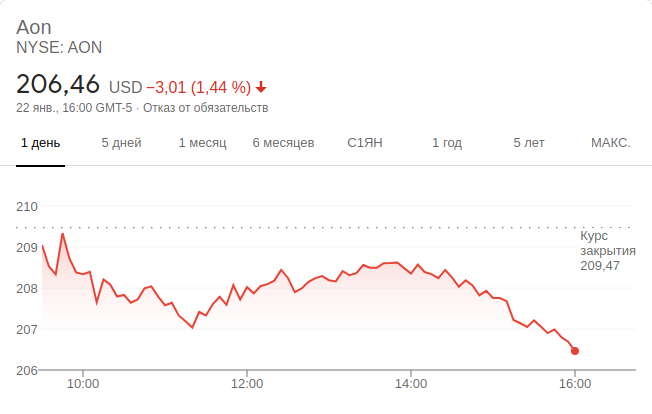 Aon
NYSE: AON
206,46 USD −3,01 (1,44 %)
22 янв., 16:00 GMT-5 · Отказ от обязательств
1 день 5 дней 1 месяц 6 месяцев С1ЯН 1 год 5 лет МАКС.
210
209
208
207
206
Курс
закрытия
209,47
10:00 12:00 14:00 16:00